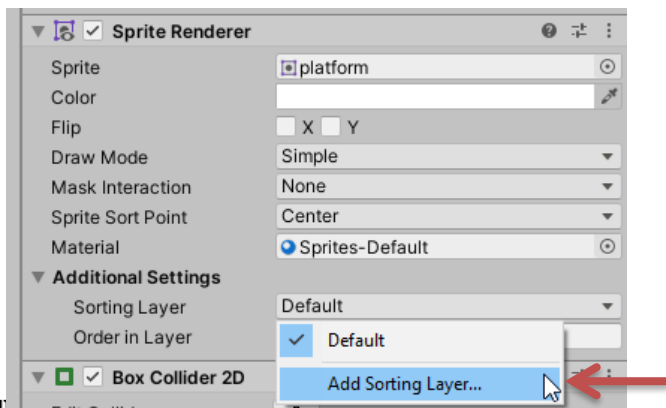 Sprite Renderer
Sprite platform
Color
Flip X Y
Draw Mode Simple
Mask Interaction None
Sprite Sort Point Center
Material Sprites-Default
Additional Settings
Sorting Layer Default
Order in Layer Default
Box Collider 2D Add Sorting Layer...